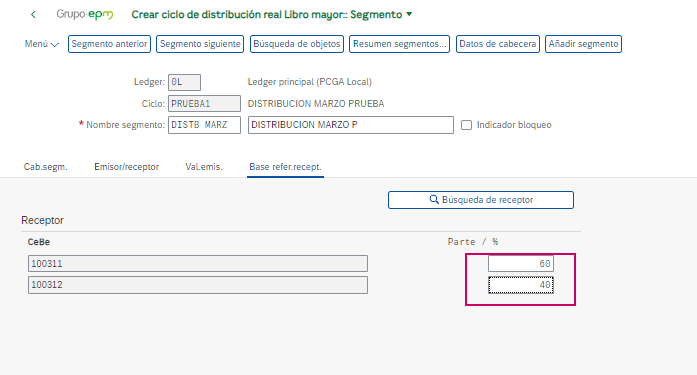 Grupo·epm Crear ciclo de distribución real Libro mayor:: Segmento
Menú Segmento anterior Segmento siguiente Búsqueda de objetos Resumen segmentos... Datos de cabecera Añadir segmento
Ledger: 0L Ledger principal (PCGA Local)
Ciclo: PRUEBA1 DISTRIBUCION MARZO PRUEBA
* Nombre segmento: DISTB MARZ DISTRIBUCION MARZO P Indicador bloqueo
Cab.segm. Emisor/receptor Val.emis. Base refer.recept.
Búsqueda de receptor
Receptor
CeBe Parte / %
100311 60
100312 40